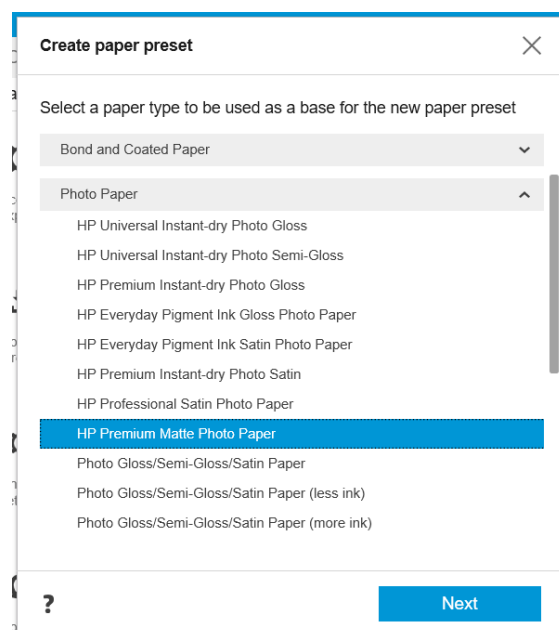 Create paper preset
Select a paper type to be used as a base for the new paper preset
Bond and Coated Paper
Photo Paper
HP Universal Instant-dry Photo Gloss
HP Universal Instant-dry Photo Semi-Gloss
HP Premium Instant-dry Photo Gloss
HP Everyday Pigment Ink Gloss Photo Paper
HP Everyday Pigment Ink Satin Photo Paper
HP Premium Instant-dry Photo Satin
HP Professional Satin Photo Paper
HP Premium Matte Photo Paper
Photo Gloss/Semi-Gloss/Satin Paper
Photo Gloss/Semi-Gloss/Satin Paper (less ink)
Photo Gloss/Semi-Gloss/Satin Paper (more ink)
?
Next